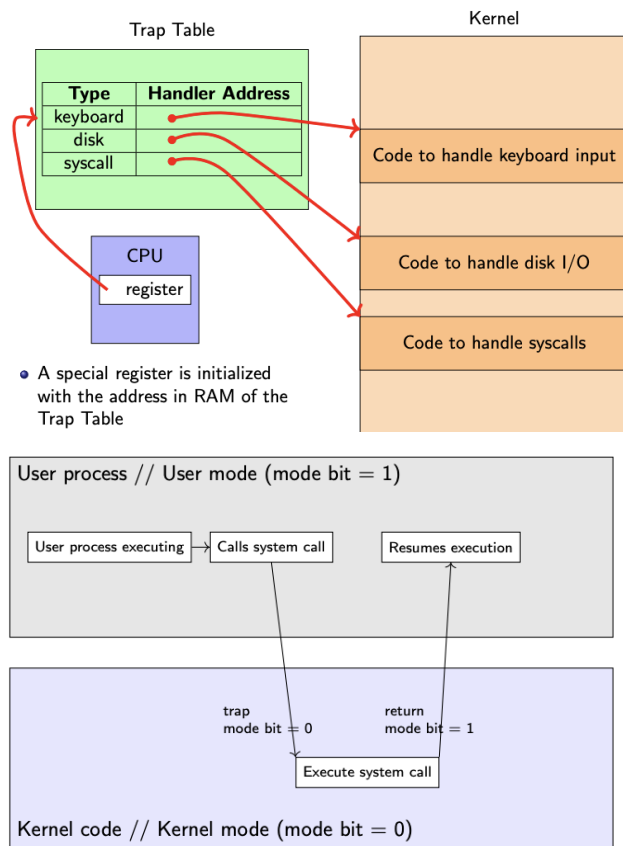 Trap Table
Kernel
Type Handler Address
keyboard
disk
syscall
Code to handle keyboard input
Code to handle disk I/O
Code to handle syscalls
CPU
register
A special register is initialized
with the address in RAM of the
Trap Table
User process // User mode (mode bit = 1)
User process executing
Calls system call
Resumes execution
trap
mode bit = 0
return
mode bit = 1
Execute system call
Kernel code // Kernel mode (mode bit = 0)